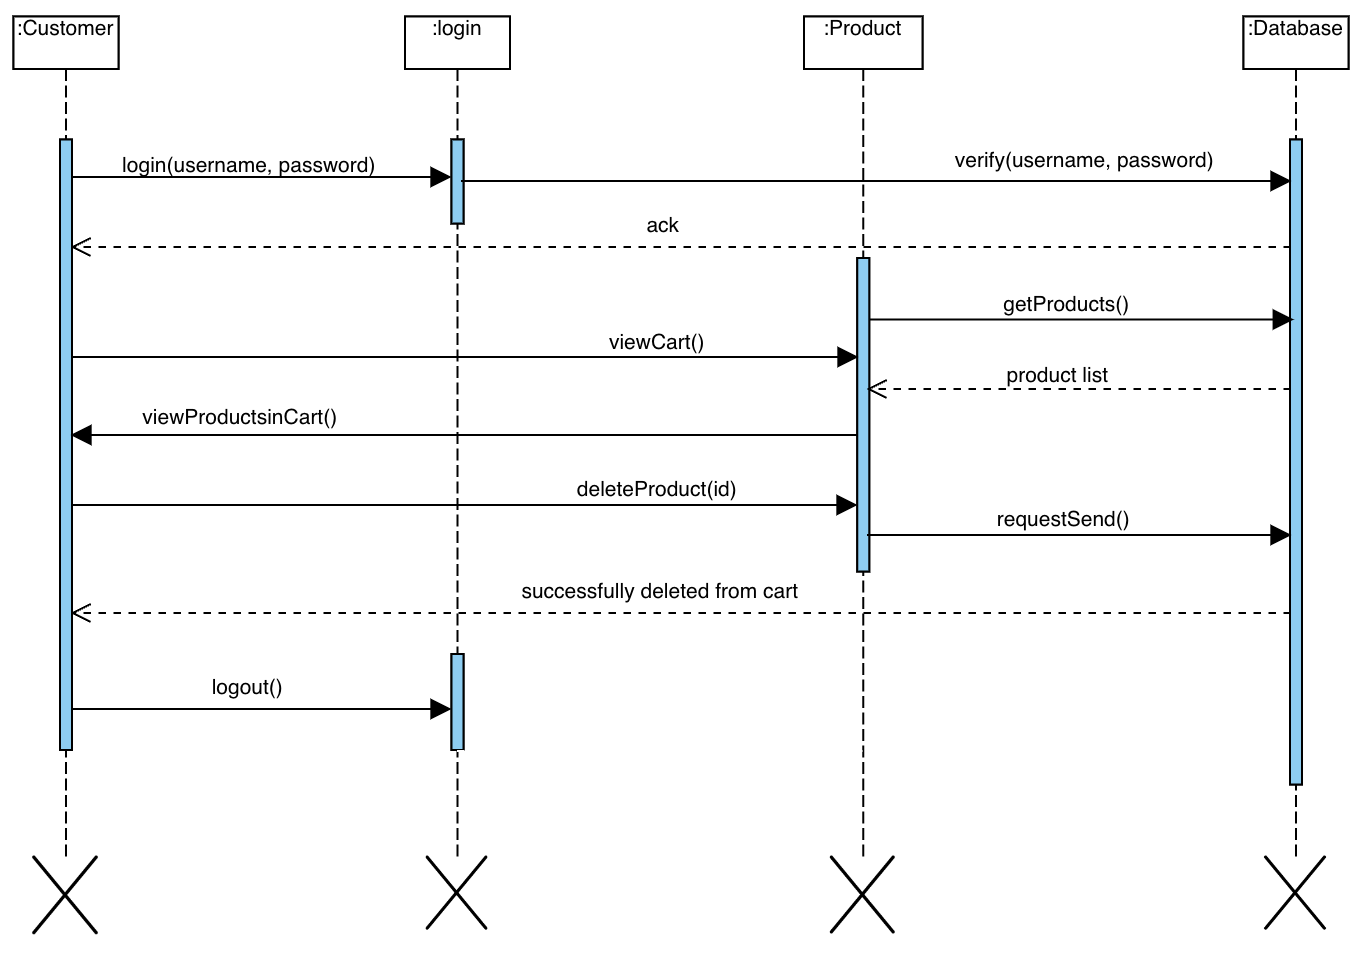 :Customer
:login
:Product
:Database
login(username, password)
verify(username, password)
ack
getProducts()
viewCart()
product list
viewProductsinCart()
deleteProduct(id)
requestSend()
successfully deleted from cart
logout()